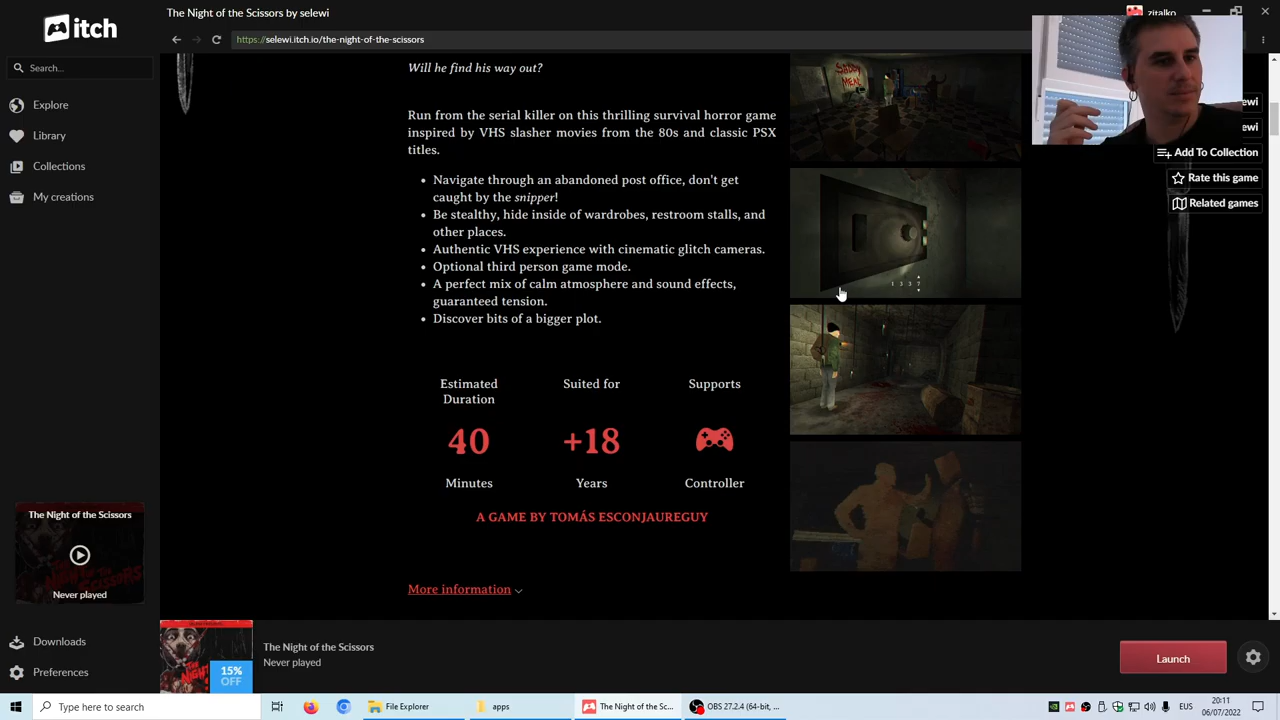 The Night of the Scissors by selewi
zitako
itch
https://selewi.itch.io/the-night-of-the-scissors
Search...
Explore
Library
Collections
My creations
Will he find his way out?
Run from the serial killer on this thrilling survival horror game
inspired by VHS slasher movies from the 80s and classic PSX
titles.
Navigate through an abandoned post office, don't get
caught by the snipper!
Be stealthy, hide inside of wardrobes, restroom stalls, and
other places.
Authentic VHS experience with cinematic glitch cameras.
Optional third person game mode.
A perfect mix of calm atmosphere and sound effects,
guaranteed tension.
Discover bits of a bigger plot.
Estimated
Duration
40
Minutes
Suited for
+18
Years
Supports
Controller
A GAME BY TOMÁS ESCONJAUREGUY
More information
1 3 3 7
ewi
ewi
Add To Collection
Rate this game
Related games
The Night of the Scissors
Never played
Downloads
Preferences
15%
OFF
The Night of the Scissors
Never played
Launch
Type here to search
File Explorer
apps
The Night of the Sc...
OBS 27.2.4 (64-bit, ...
EUS
20:11
06/07/2022